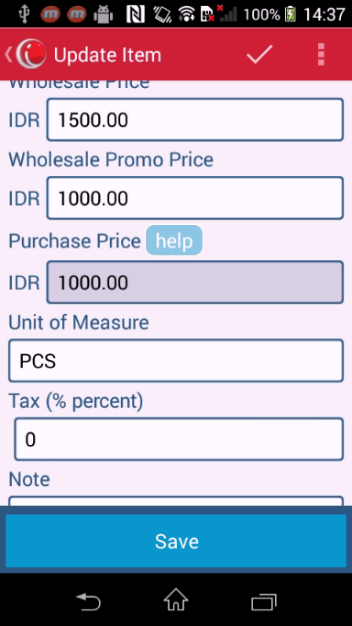 100% 14:37
Update Item
Wholesale Price
IDR 1500.00
Wholesale Promo Price
IDR 1000.00
Purchase Price help
IDR 1000.00
Unit of Measure
PCS
Tax (% percent)
0
Note
Save